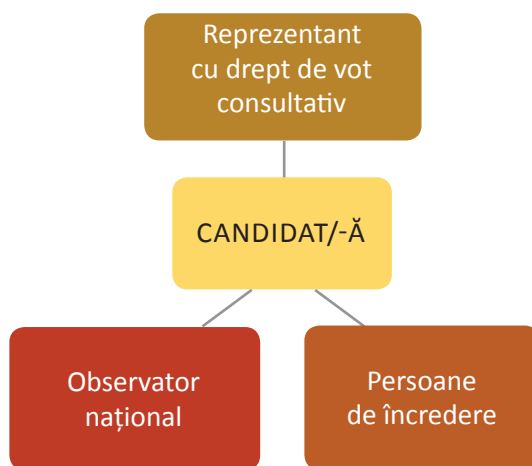 Reprezentant
cu drept de vot
consultativ
CANDIDAT/-Ă
Observator
național
Persoane
de încredere